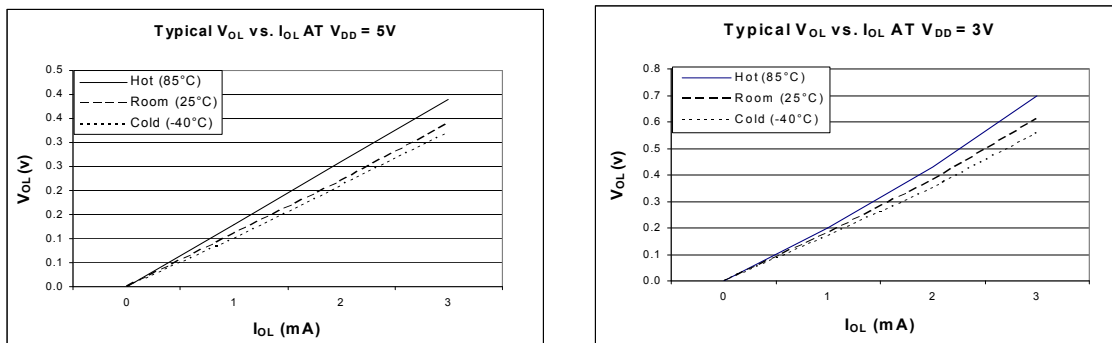 Typical VOL vs. IOL AT VDD = 5V
0.5
0.4
0.4
0.3
0.3
0.2
0.2
0.1
0.1
0.0
VOL (v)
Hot (85°C)
Room (25°C)
Cold (-40°C)
0 1 2 3
IOL (mA)
Typical VOL vs. IOL AT VDD = 3V
0.8
0.7
0.6
0.5
0.4
0.3
0.2
0.1
0.0
VOL (v)
Hot (85°C)
Room (25°C)
Cold (-40°C)
0 1 2 3
IOL (mA)